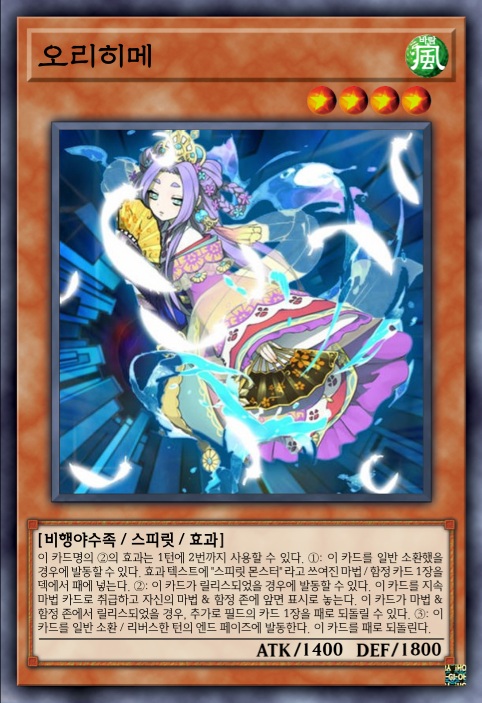 오리히메
바람
風
[비행야수족 / 스피릿 / 효과]
이 카드명의 ②의 효과는 1턴에 2번까지 사용할 수 있다. ①: 이 카드를 일반 소환했을
경우에 발동할 수 있다. 효과 텍스트에 "스피릿 몬스터"라고 쓰여진 마법 / 함정 카드 1장을
덱에서 패에 넣는다. ②: 이 카드가 릴리스되었을 경우에 발동할 수 있다. 이 카드를 지속
마법 카드로 취급하고 자신의 마법 & 함정 존에 앞면 표시로 놓는다. 이 카드가 마법 &
함정 존에서 릴리스되었을 경우, 추가로 필드의 카드 1장을 패로 되돌릴 수 있다. ③: 이
카드를 일반 소환 / 리버스한 턴의 엔드 페이즈에 발동한다. 이 카드를 패로 되돌린다.
ATK/1400 DEF/1800